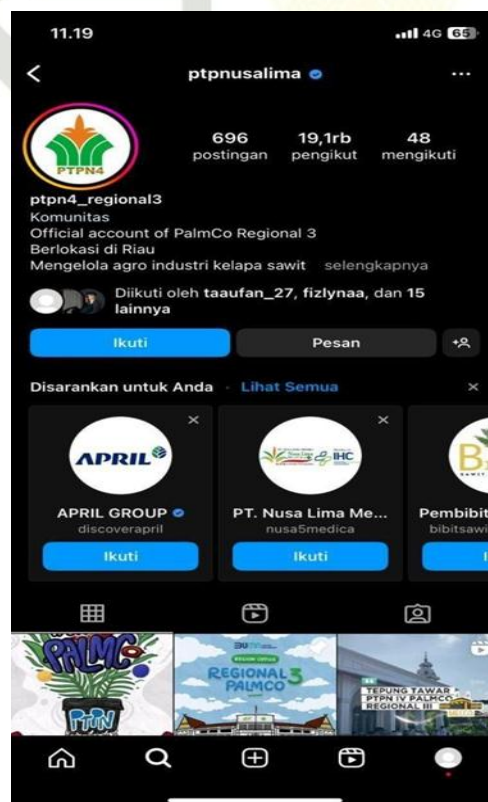 11.19
4G 65
ptpnusalima
696 19,1rb 48
postingan pengikut mengikuti
PTPN4
ptpn4_regional3
Komunitas
Official account of PalmCo Regional 3
Berlokasi di Riau
Mengelola agro industri kelapa sawit selengkapnya
Diikuti oleh taaufan_27, fizlynaa, dan 15
lainnya
Ikuti Pesan
Disarankan untuk Anda · Lihat Semua
APRIL
IHC
APRIL GROUP
discoverapril
Ikuti
PT. Nusa Lima Me...
nusa5medica
Ikuti
Pembibit
bibitsawi
PALMCO
PTPN
BUMN
REGIONAL 3
PALMCO
TEPUNG TAWAR
PTPN IV PALMCO
REGIONAL III